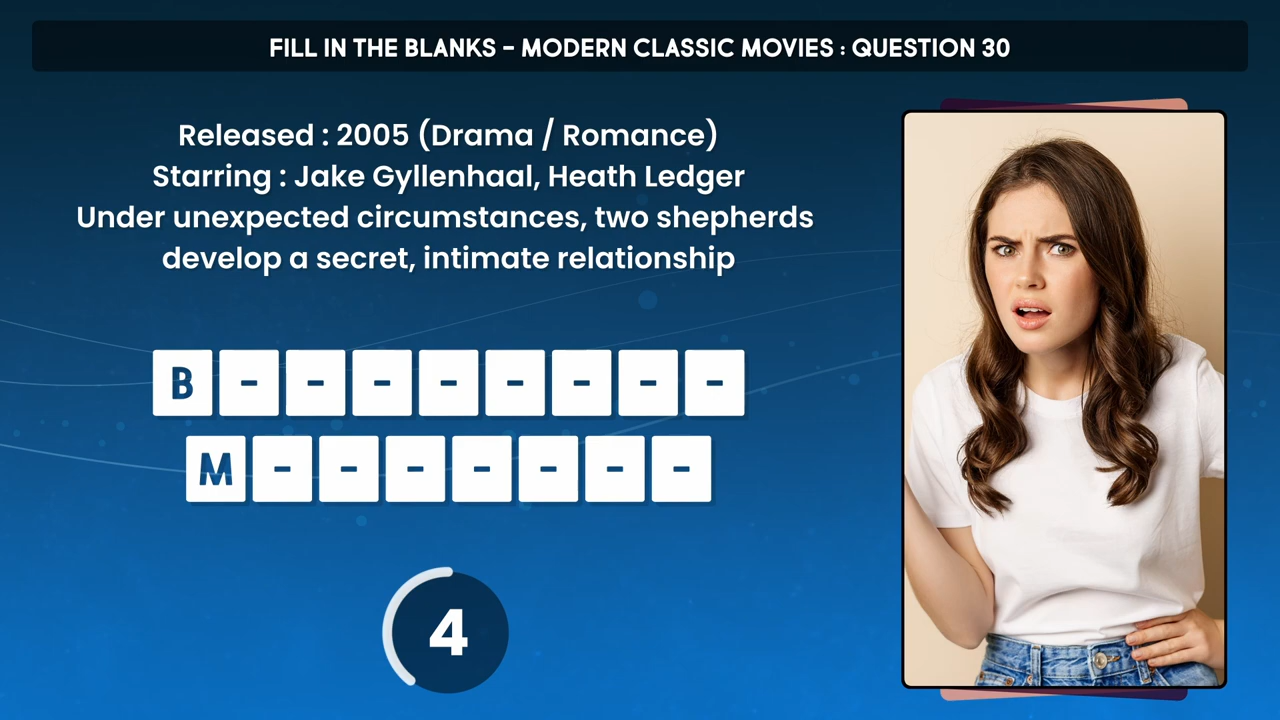 FILL IN THE BLANKS - MODERN CLASSIC MOVIES : QUESTION 30
Released : 2005 (Drama / Romance)
Starring : Jake Gyllenhaal, Heath Ledger
Under unexpected circumstances, two shepherds
develop a secret, intimate relationship
B - - - - - - - -
M - - - - - - -
4